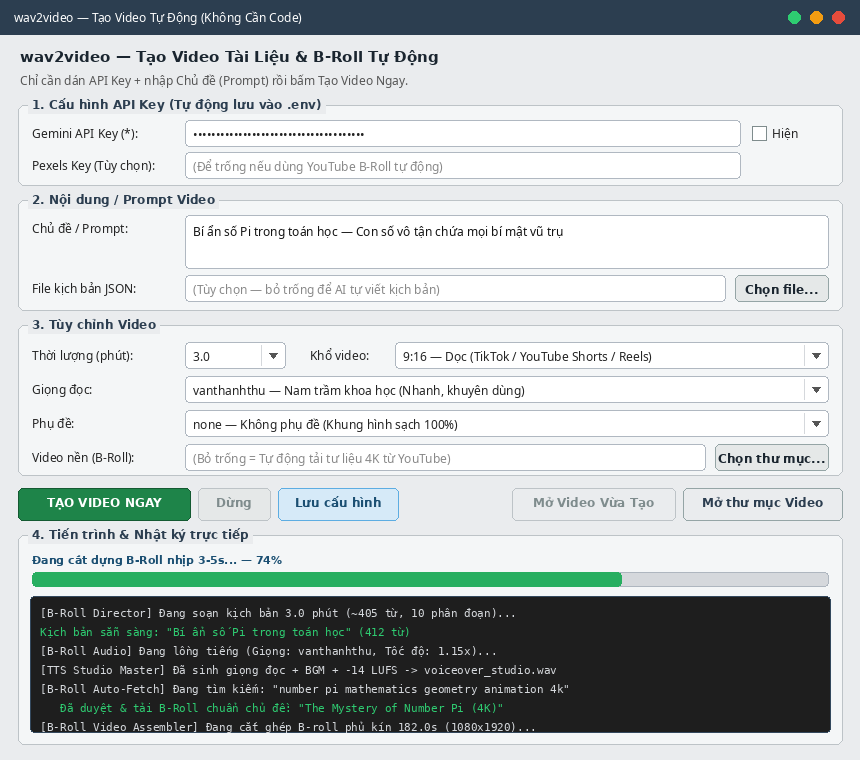 wav2video — Tạo Video Tự Động (Không Cần Code)
wav2video — Tạo Video Tài Liệu & B-Roll Tự Động
Chỉ cần dán API Key + nhập Chủ đề (Prompt) rồi bấm Tạo Video Ngay.
1. Cấu hình API Key (Tự động lưu vào .env)
Gemini API Key (*): •••••••••••••••••••••••••••••••••••••• Hiện
Pexels Key (Tùy chọn): (Để trống nếu dùng YouTube B-Roll tự động)
2. Nội dung / Prompt Video
Chủ đề / Prompt: Bí ẩn số Pi trong toán học — Con số vô tận chứa mọi bí mật vũ trụ
File kịch bản JSON: (Tùy chọn — bỏ trống để AI tự viết kịch bản) Chọn file...
3. Tùy chỉnh Video
Thời lượng (phút): 3.0 Khổ video: 9:16 — Dọc (TikTok / YouTube Shorts / Reels)
Giọng đọc: vanthanhthu — Nam trầm khoa học (Nhanh, khuyên dùng)
Phụ đề: none — Không phụ đề (Khung hình sạch 100%)
Video nền (B-Roll): (Bỏ trống = Tự động tải tư liệu 4K từ YouTube) Chọn thư mục...
TẠO VIDEO NGAY Dừng Lưu cấu hình Mở Video Vừa Tạo Mở thư mục Video
4. Tiến trình & Nhật ký trực tiếp
Đang cắt dựng B-Roll nhịp 3-5s... — 74%
[B-Roll Director] Đang soạn kịch bản 3.0 phút (~405 từ, 10 phân đoạn)...
Kịch bản sẵn sàng: "Bí ẩn số Pi trong toán học" (412 từ)
[B-Roll Audio] Đang lồng tiếng (Giọng: vanthanhthu, Tốc độ: 1.15x)...
[TTS Studio Master] Đã sinh giọng đọc + BGM + -14 LUFS -> voiceover_studio.wav
[B-Roll Auto-Fetch] Đang tìm kiếm: "number pi mathematics geometry animation 4k"
Đã duyệt & tải B-Roll chuẩn chủ đề: "The Mystery of Number Pi (4K)"
[B-Roll Video Assembler] Đang cắt ghép B-roll phủ kín 182.0s (1080x1920)...